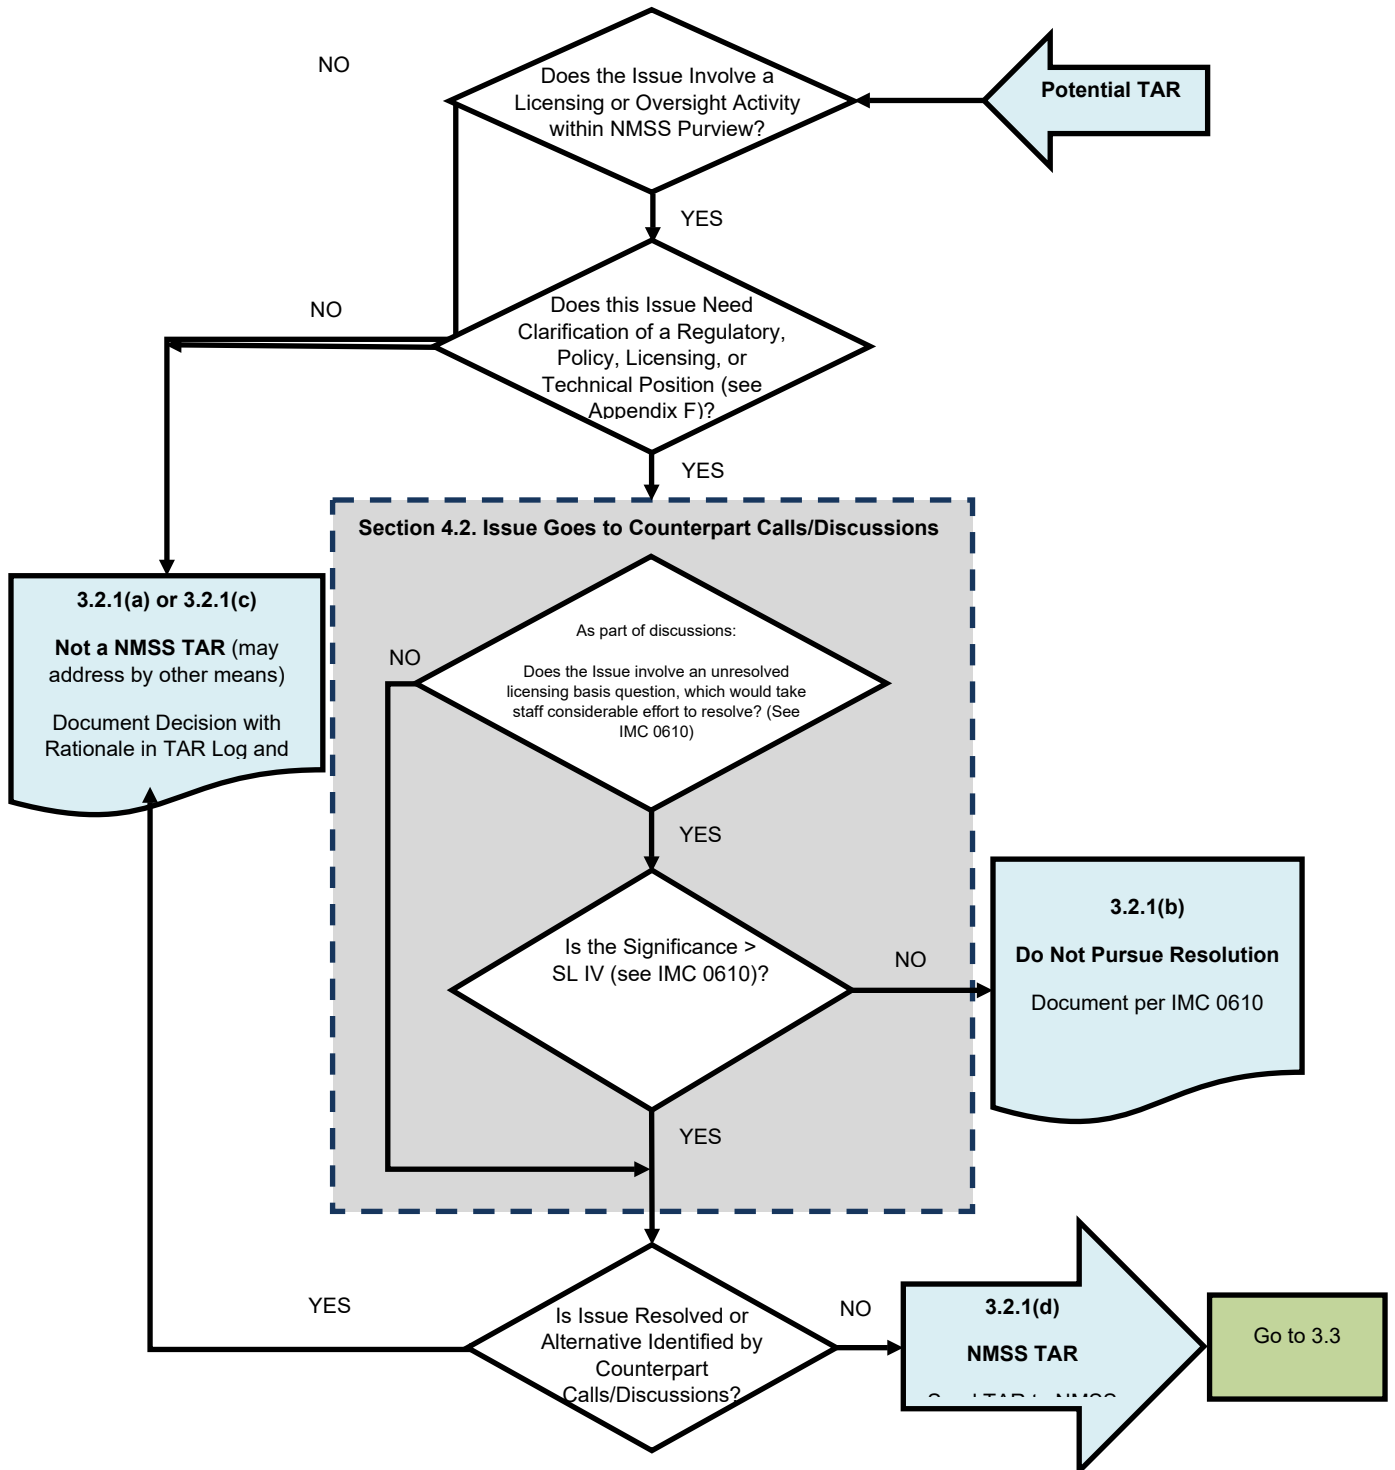 NO
Does the Issue Involve a
Licensing or Oversight Activity
within NMSS Purview?
Potential TAR
YES
NO
Does this Issue Need
Clarification of a Regulatory,
Policy, Licensing, or
Technical Position (see
Appendix F)?
YES
Section 4.2. Issue Goes to Counterpart Calls/Discussions
3.2.1(a) or 3.2.1(c)
Not a NMSS TAR (may
address by other means)
Document Decision with
Rationale in TAR Log and
NO
As part of discussions:
Does the Issue involve an unresolved
licensing basis question, which would take
staff considerable effort to resolve? (See
IMC 0610)
YES
Is the Significance >
SL IV (see IMC 0610)?
NO
3.2.1(b)
Do Not Pursue Resolution
Document per IMC 0610
YES
YES
Is Issue Resolved or
Alternative Identified by
Counterpart
Calls/Discussions?
NO
3.2.1(d)
NMSS TAR
TAR to NMSS
Go to 3.3